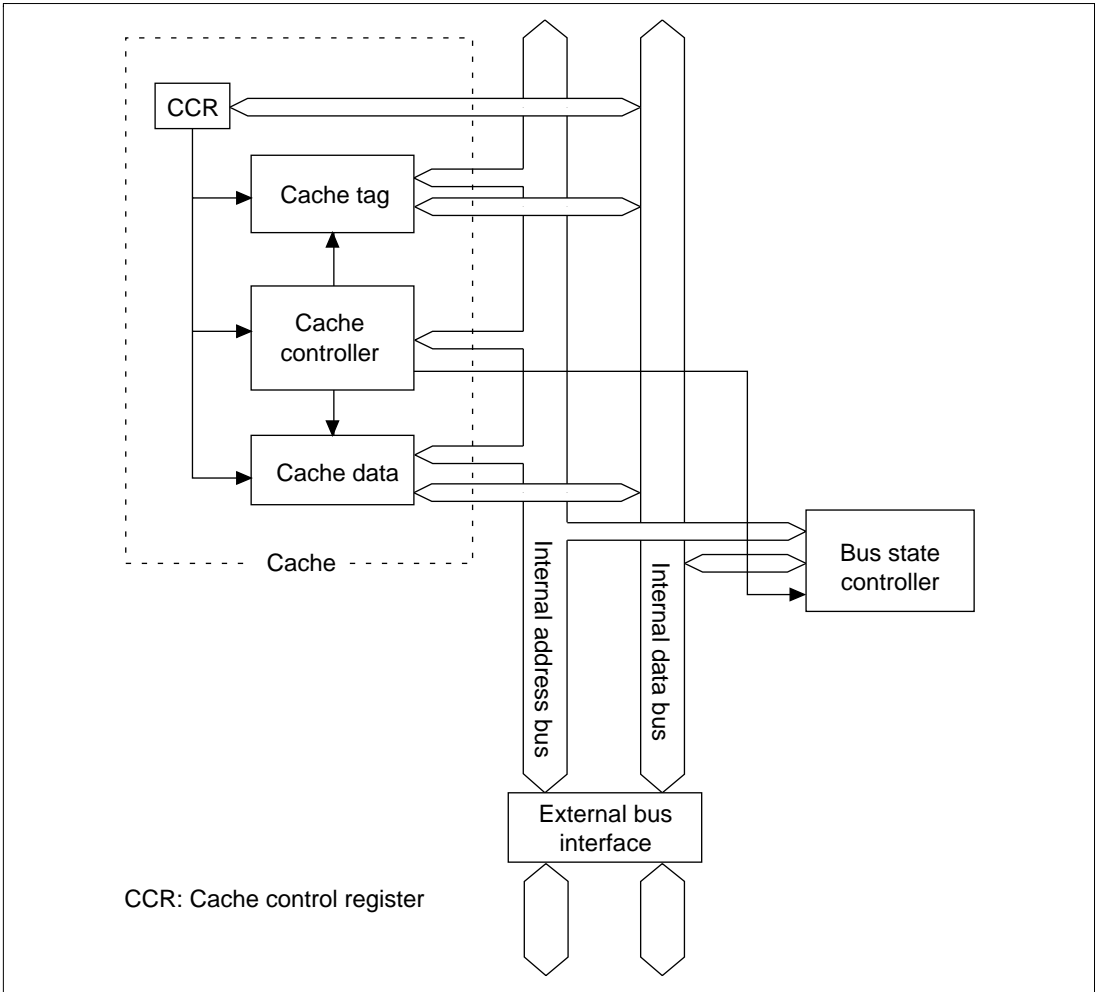 CCR
Cache tag
Cache
controller
Cache data
Cache
Internal address bus
Internal data bus
Bus state
controller
External bus
interface
CCR: Cache control register